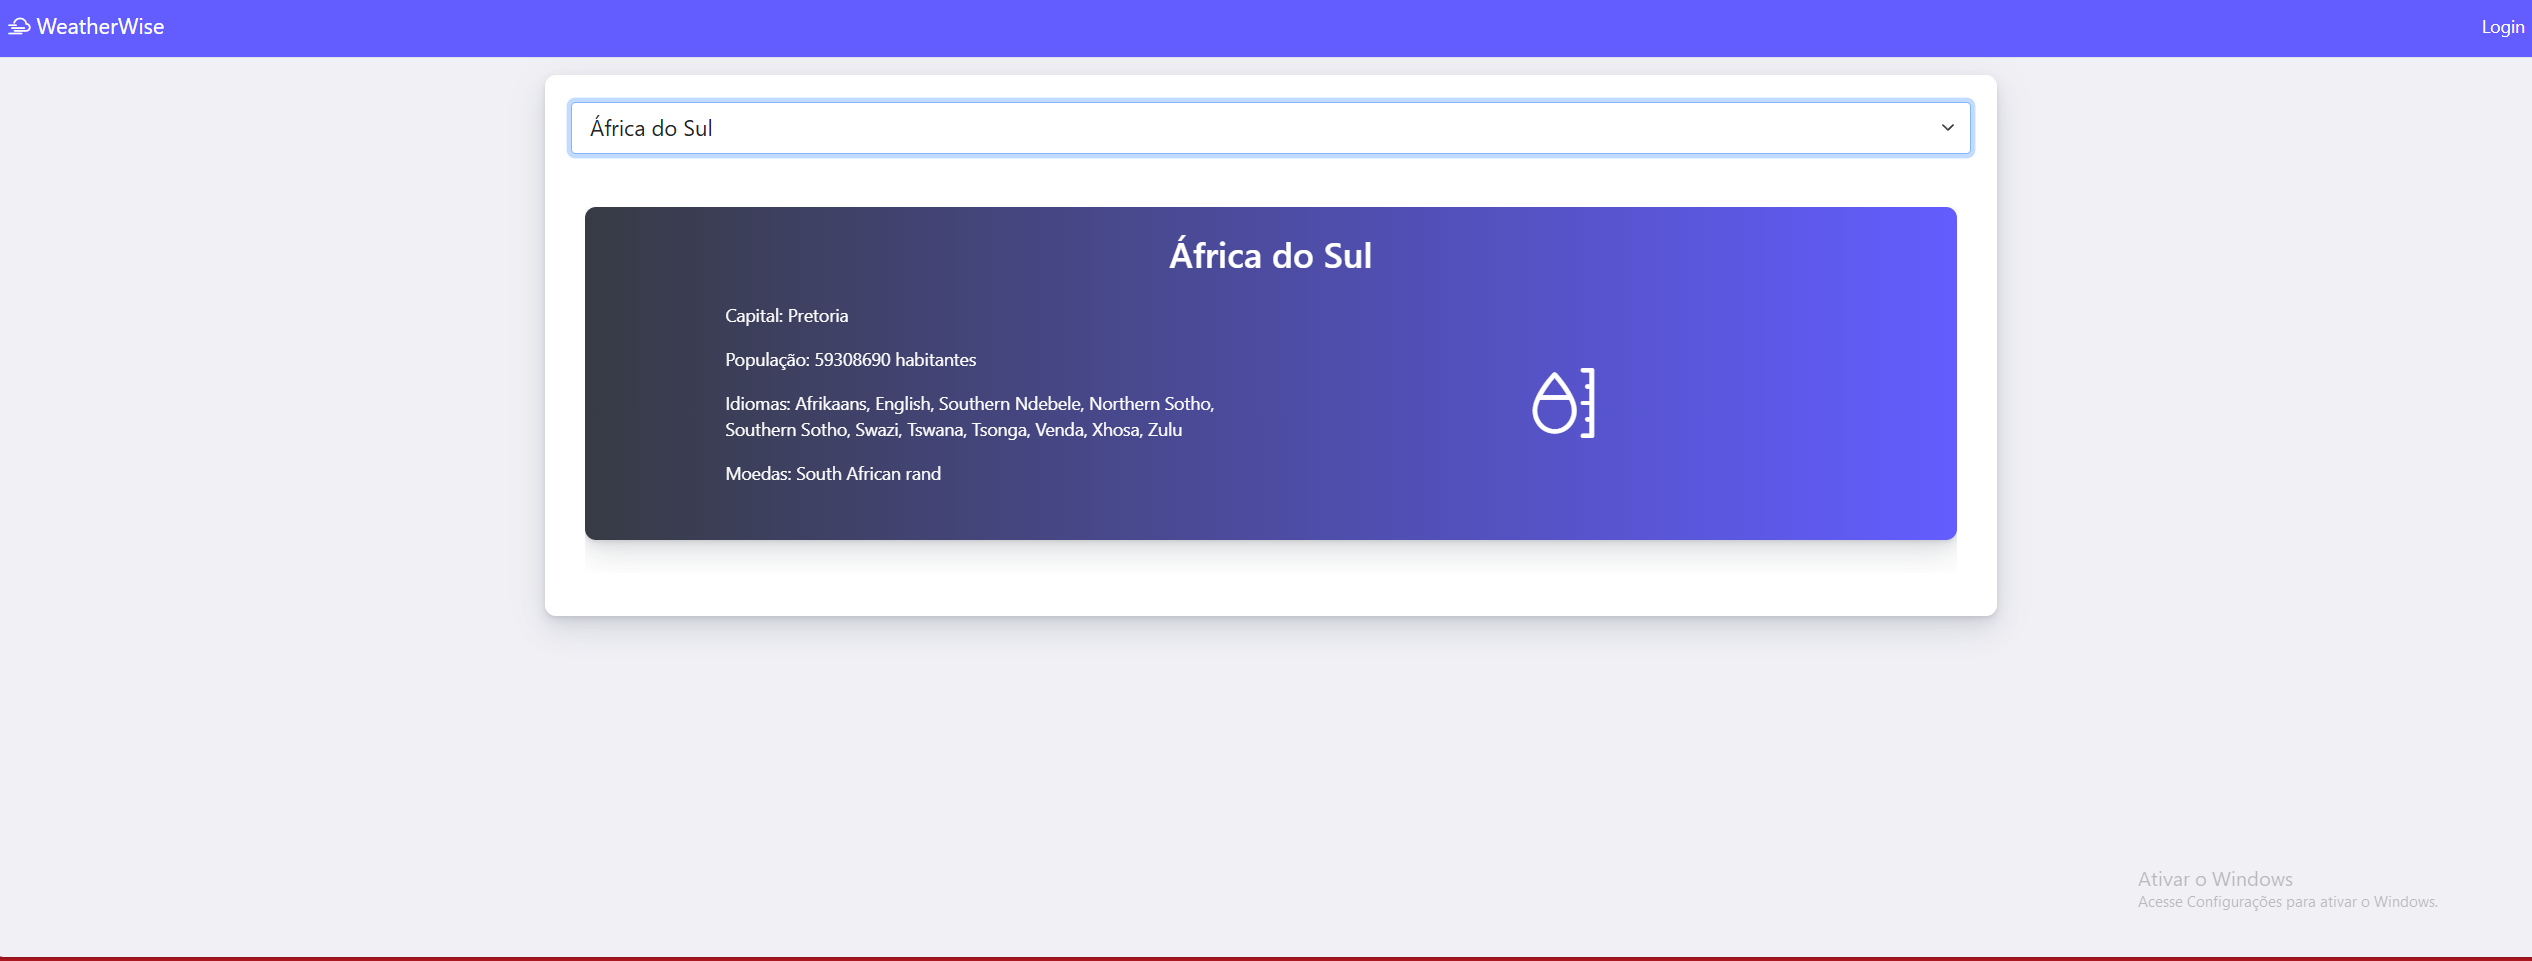 WeatherWise
Login
África do Sul
África do Sul
Capital: Pretoria
População: 59308690 habitantes
Idiomas: Afrikaans, English, Southern Ndebele, Northern Sotho,
Southern Sotho, Swazi, Tswana, Tsonga, Venda, Xhosa, Zulu
Moedas: South African rand
Ativar o Windows
Acesse Configurações para ativar o Windows.